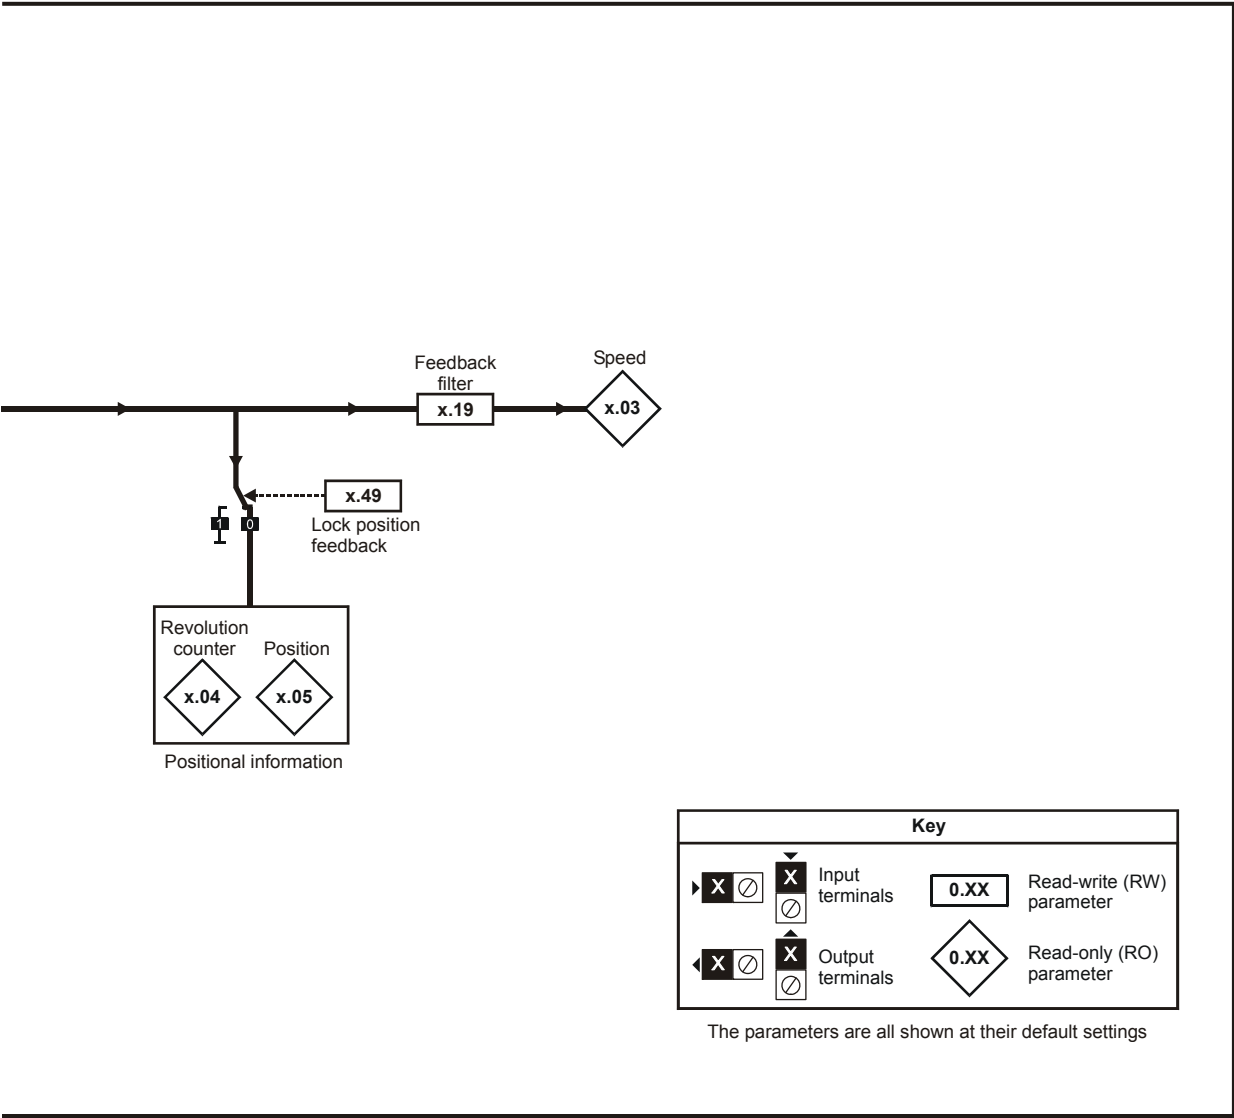 Feedback
filter
x.19
Speed
x.03
x.49
Lock position
feedback
1 0
Revolution
counter
Position
x.04
x.05
Positional information
Key
X
X
Input
terminals
0.XX
Read-write (RW)
parameter
X
X
Output
terminals
0.XX
Read-only (RO)
parameter
The parameters are all shown at their default settings